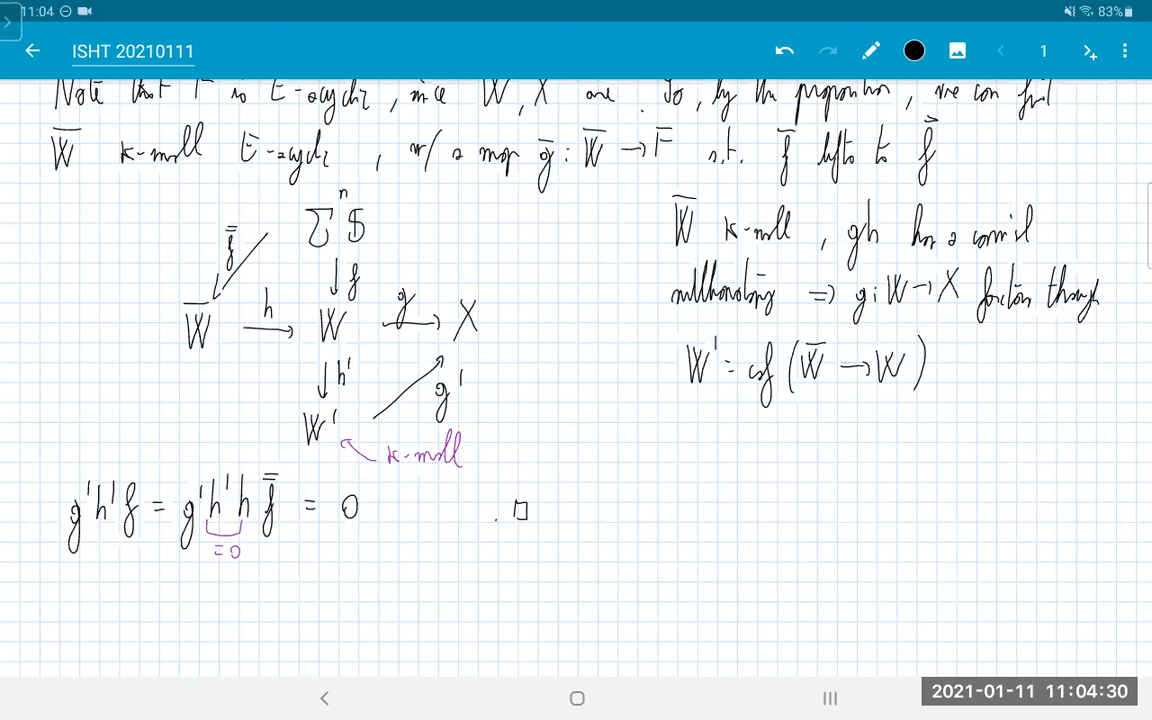 11:04 83%
ISHT 20210111
1
Note that F is E-acyclic, since W, X are. So, by the proposition, we can find
W̅ κ-small E-acyclic, w/ a map g̅ : W̅ → F̅ s.t. f̅ lifts to f̿
Σⁿ 𝕊
f̿ ↓ f
W̅ h → W g → X
↓ h' g'
W'
κ-small
W̅ κ-small, gh has a canonical
nullhomotopy ⇒ g : W → X factors through
W' = cof (W̅ → W)
g'h'f = g'h'h f̿ = 0 . □
= 0
2021-01-11 11:04:30